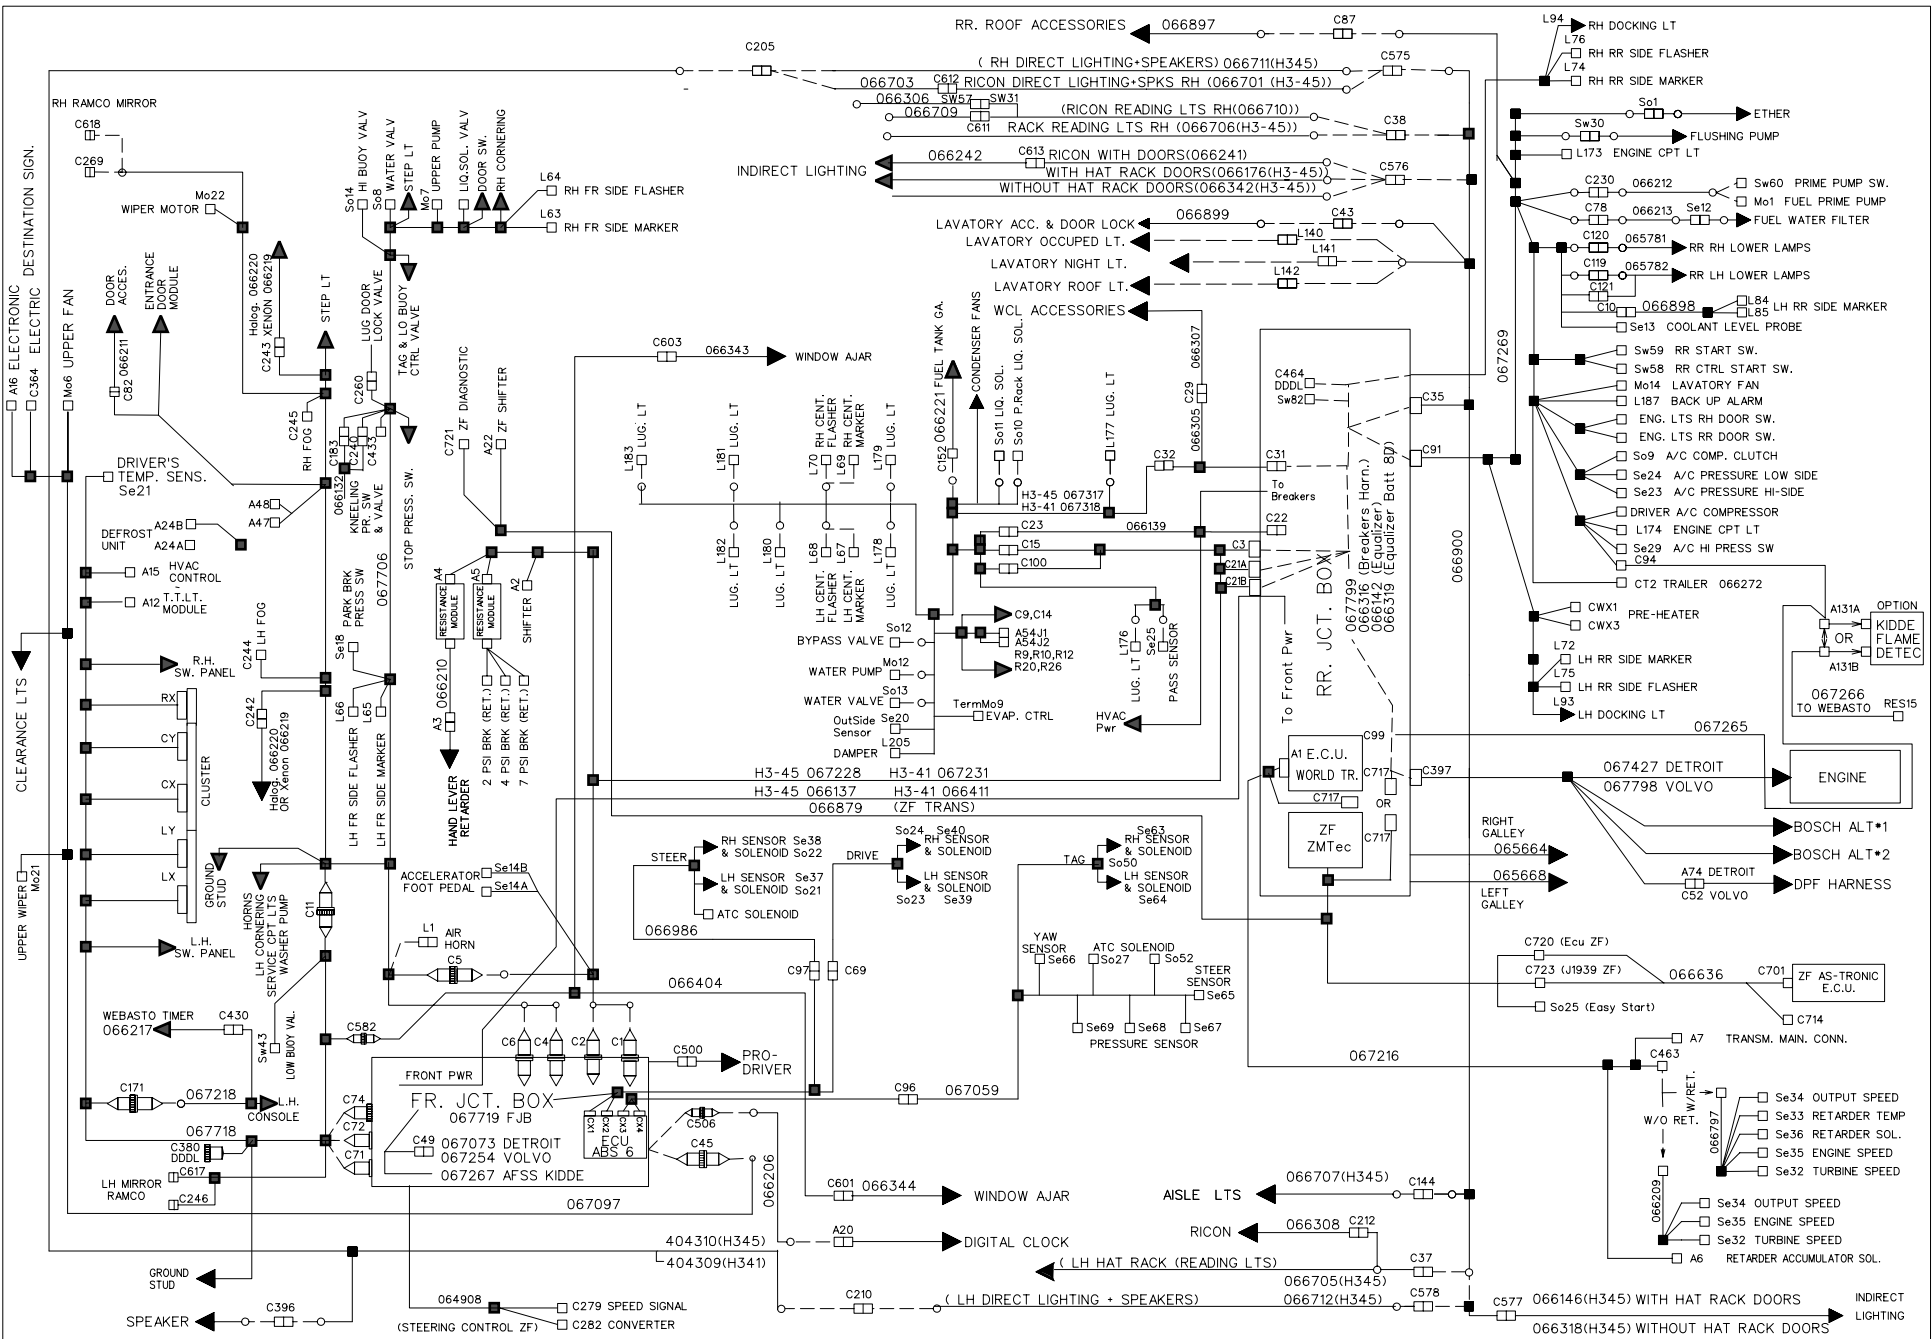 RR. ROOF ACCESSORIES
066897
C87
L94
RH DOCKING LT
L76
RH RR SIDE FLASHER
L74
RH RR SIDE MARKER
C205
( RH DIRECT LIGHTING+SPEAKERS) 066711(H345)
C575
066703
C612
RICON DIRECT LIGHTING+SPKS RH (066701 (H3-45))
066306
SW57
SW31
066709
(RICON READING LTS RH(066710))
C611
RACK READING LTS RH (066706(H3-45))
C38
INDIRECT LIGHTING
066242
C613
RICON WITH DOORS(066241)
WITH HAT RACK DOORS(066176(H3-45))
WITHOUT HAT RACK DOORS(066342(H3-45))
C576
LAVATORY ACC. & DOOR LOCK
066899
C43
LAVATORY OCCUPED LT.
L140
LAVATORY NIGHT LT.
L141
LAVATORY ROOF LT.
L142
WCL ACCESSORIES
So1
ETHER
Sw30
FLUSHING PUMP
L173 ENGINE CPT LT
C230
066212
Sw60 PRIME PUMP SW.
Mo1 FUEL PRIME PUMP
C78
066213
Se12
FUEL WATER FILTER
C120
065781
RR RH LOWER LAMPS
C119
065782
RR LH LOWER LAMPS
C121
C10
066898
L84
L85
LH RR SIDE MARKER
Se13 COOLANT LEVEL PROBE
Sw59 RR START SW.
Sw58 RR CTRL START SW.
Mo14 LAVATORY FAN
L187 BACK UP ALARM
ENG. LTS RH DOOR SW.
ENG. LTS RR DOOR SW.
So9 A/C COMP. CLUTCH
Se24 A/C PRESSURE LOW SIDE
Se23 A/C PRESSURE HI-SIDE
DRIVER A/C COMPRESSOR
L174 ENGINE CPT LT
Se29 A/C HI PRESS SW
C94
CT2 TRAILER 066272
CWX1
PRE-HEATER
CWX3
L72
LH RR SIDE MARKER
L75
LH RR SIDE FLASHER
L93
LH DOCKING LT
A131A
OPTION
KIDDE
FLAME
DETEC
OR
A131B
067266
TO WEBASTO
RES15
067269
066900
067265
RH RAMCO MIRROR
C618
C269
Mo22
WIPER MOTOR
A16 ELECTRONIC DESTINATION SIGN.
C364 ELECTRIC
Mo6 UPPER FAN
DOOR
ACCES.
C82 066211
ENTRANCE
DOOR
MODULE
Halog. 066220
C243 XENON 066219
STEP LT
So14
HI BUOY VALV
So8
WATER VALV
STEP LT
Mo7
UPPER PUMP
LIQ.SOL. VALV
DOOR SW.
RH CORNERING
L64
RH FR SIDE FLASHER
L63
RH FR SIDE MARKER
LUG DOOR
LOCK VALVE
C260
TAG & LO BUOY
CTRL VALVE
C245
RH FOG
C183
C240
C433
066132
KNEELING
PR. SW
& VALVE
STOP PRESS. SW.
C721
ZF DIAGNOSTIC
A22
ZF SHIFTER
DRIVER'S
TEMP. SENS.
Se21
A48
A47
A24B
DEFROST
UNIT
A24A
A15
HVAC
CONTROL
A12
T.T.LT.
MODULE
PARK BRK
PRESS SW
Se18
067706
A4
RESISTANCE
MODULE
A5
RESISTANCE
MODULE
A2
SHIFTER
066210
A3
HAND LEVER
RETARDER
2 PSI BRK (RET.)
4 PSI BRK (RET.)
7 PSI BRK (RET.)
C603
066343
WINDOW AJAR
L183 LUG. LT
L181 LUG. LT
L70 RH CENT.
FLASHER
L69 RH CENT.
MARKER
L179 LUG. LT
LUG. LT L182
LUG. LT L180
LH CENT. L68
FLASHER
LH CENT. L67
MARKER
LUG. LT L178
C152 066221 FUEL TANK GA.
CONDENSER FANS
So11 LIQ. SOL.
So10 P.Rock LIQ. SOL.
L177 LUG. LT
066307
C29
066305
C32
C31
To
Breakers
H3-45 067317
H3-41 067318
C23
C15
C100
066139
C22
C3
C21A
C21B
C464
DDDL
Sw82
C35
C91
RR. JCT. BOX
067799 (Breakers Harn.)
066316 (Equalizer)
066142 (Equalizer)
066319 (Equalizer Batt 8D)
To Front Pwr
C9,C14
A54J1
A54J2
R9,R10,R12
R20,R26
BYPASS VALVE So12
WATER PUMP Mo12
WATER VALVE So13
OutSide Se20
Sensor
DAMPER L205
TermMo9
EVAP. CTRL
L176
LUG. LT
Se25
PASS SENSOR
HVAC
Pwr
CLEARANCE LTS
R.H.
SW. PANEL
C244
LH FOG
C242
Halog. 066220
OR Xenon 066219
L66
LH FR SIDE FLASHER
L65
LH FR SIDE MARKER
RX
CY
CX
LY
LX
CLUSTER
UPPER WIPER
Mo21
GROUND
STUD
L.H.
SW. PANEL
HORNS
LH CORNERING
SERVICE CPT LTS
WASHER PUMP
C11
H3-45 067228
H3-41 067231
H3-45 066137
H3-41 066411
066879
(ZF TRANS)
A1 E.C.U.
WORLD TR.
C99
C717
C717
OR
C717
ZF
ZMTec
C397
067427 DETROIT
067798 VOLVO
ENGINE
BOSCH ALT*1
BOSCH ALT*2
A74 DETROIT
C52 VOLVO
DPF HARNESS
RIGHT
GALLEY
065664
065668
LEFT
GALLEY
ACCELERATOR
FOOT PEDAL
Se14B
Se14A
L1
AIR
HORN
C5
STEER
RH SENSOR Se38
& SOLENOID So22
LH SENSOR Se37
& SOLENOID So21
ATC SOLENOID
DRIVE
So24 Se40
RH SENSOR
& SOLENOID
LH SENSOR
& SOLENOID
So23 Se39
TAG
Se63
RH SENSOR
& SOLENOID
So50
LH SENSOR
& SOLENOID
Se64
066986
C97
C69
066404
YAW
SENSOR
Se66
ATC SOLENOID
So27
So52
STEER
SENSOR
Se65
Se69
Se68
Se67
PRESSURE SENSOR
C720 (Ecu ZF)
C723 (J1939 ZF)
So25 (Easy Start)
066636
C701
ZF AS-TRONIC
E.C.U.
C714
A7
TRANSM. MAIN. CONN.
C463
067216
W/RET.
W/O RET.
066797
Se34 OUTPUT SPEED
Se33 RETARDER TEMP
Se36 RETARDER SOL.
Se35 ENGINE SPEED
Se32 TURBINE SPEED
066209
Se34 OUTPUT SPEED
Se35 ENGINE SPEED
Se32 TURBINE SPEED
A6
RETARDER ACCUMULATOR SOL.
WEBASTO TIMER
066217
C430
Sw43
LOW BUOY VAL.
C582
C171
067218
L.H.
CONSOLE
067718
C380
DDDL
C617
LH MIRROR
RAMCO
C246
C74
C72
C71
FRONT PWR
FR. JCT. BOX
067719 FJB
C49
067073 DETROIT
067254 VOLVO
067267 AFSS KIDDE
C6
C4
C2
C1
C500
PRO-
DRIVER
CX1
CX2
CX3
CX4
ECU
ABS 6
C506
C45
C96
067059
066206
067097
C601
066344
WINDOW AJAR
A20
DIGITAL CLOCK
404310(H345)
404309(H341)
AISLE LTS
066707(H345)
C144
RICON
066308
C212
( LH HAT RACK (READING LTS)
066705(H345)
C37
C210
( LH DIRECT LIGHTING + SPEAKERS)
066712(H345)
C578
C577
066146(H345) WITH HAT RACK DOORS
066318(H345) WITHOUT HAT RACK DOORS
INDIRECT
LIGHTING
GROUND
STUD
SPEAKER
C396
064908
(STEERING CONTROL ZF)
C279 SPEED SIGNAL
C282 CONVERTER